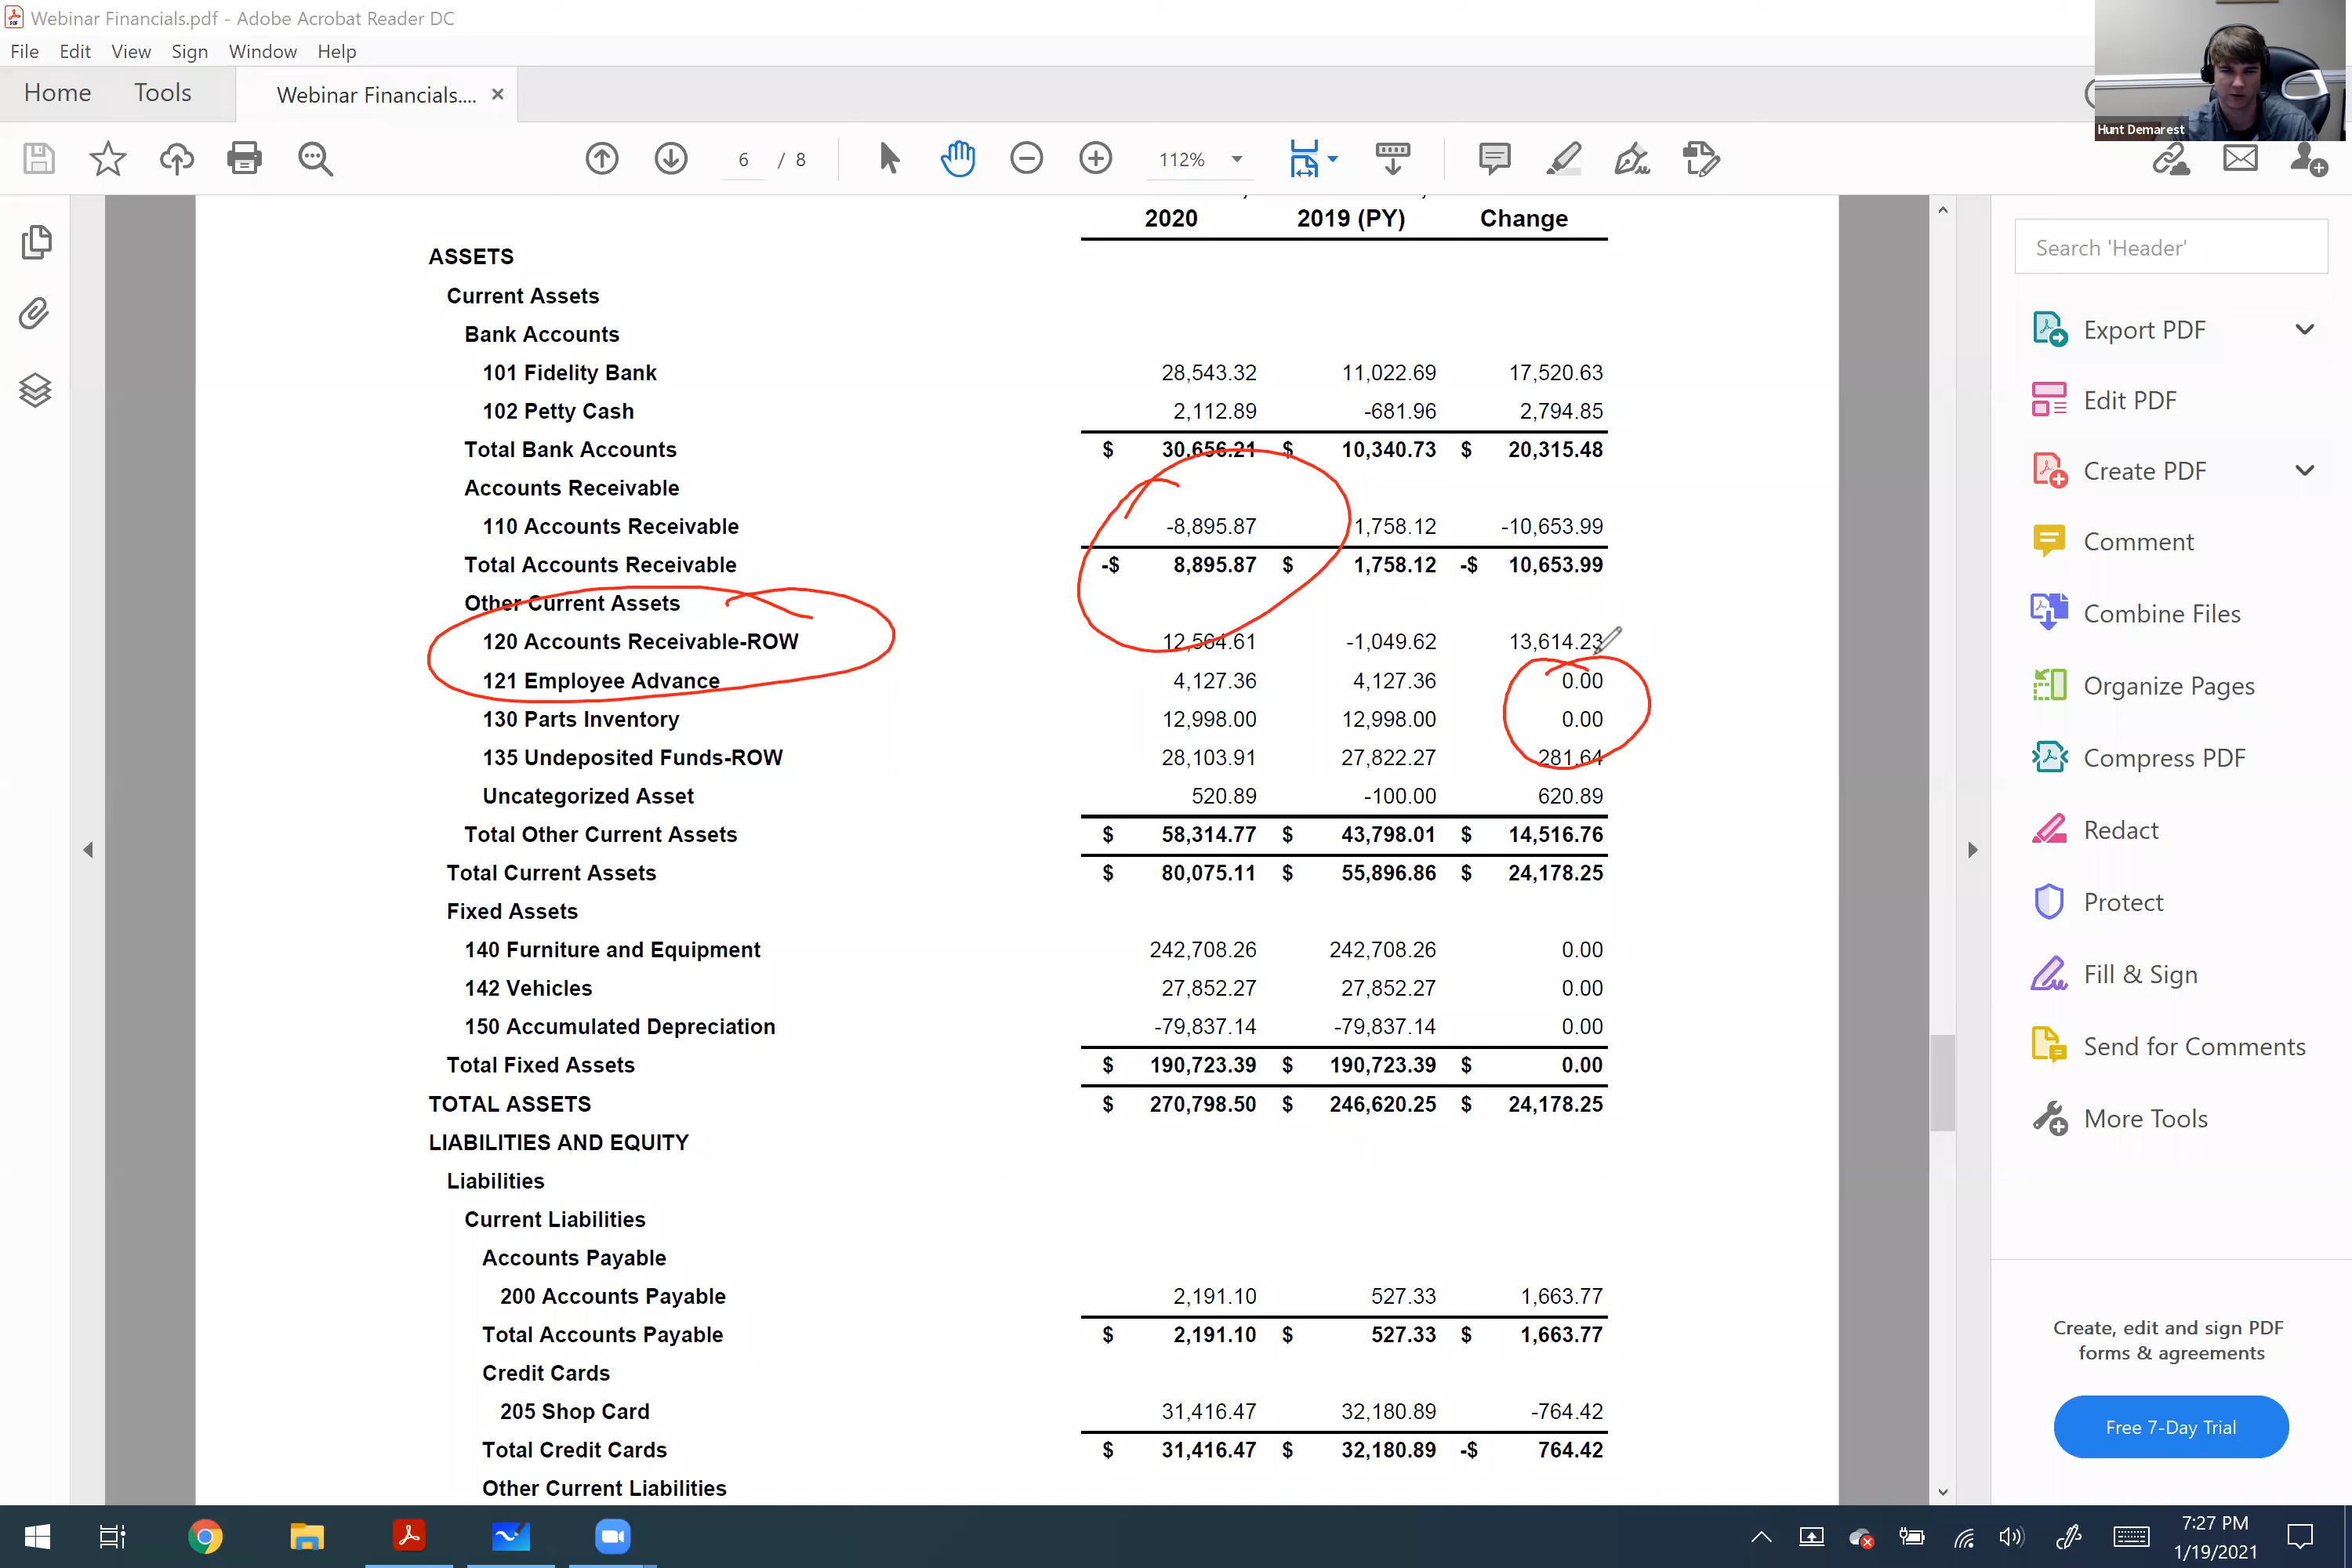 Webinar Financials.pdf - Adobe Acrobat Reader DC
File Edit View Sign Window Help
Home Tools Webinar Financials.... ×
Hunt Demarest
6 / 8 112%
2020 2019 (PY) Change
ASSETS
Current Assets
Bank Accounts
101 Fidelity Bank 28,543.32 11,022.69 17,520.63
102 Petty Cash 2,112.89 -681.96 2,794.85
Total Bank Accounts $ 30,656.21 $ 10,340.73 $ 20,315.48
Accounts Receivable
110 Accounts Receivable -8,895.87 1,758.12 -10,653.99
Total Accounts Receivable -$ 8,895.87 $ 1,758.12 -$ 10,653.99
Other Current Assets
120 Accounts Receivable-ROW 12,564.61 -1,049.62 13,614.23
121 Employee Advance 4,127.36 4,127.36 0.00
130 Parts Inventory 12,998.00 12,998.00 0.00
135 Undeposited Funds-ROW 28,103.91 27,822.27 281.64
Uncategorized Asset 520.89 -100.00 620.89
Total Other Current Assets $ 58,314.77 $ 43,798.01 $ 14,516.76
Total Current Assets $ 80,075.11 $ 55,896.86 $ 24,178.25
Fixed Assets
140 Furniture and Equipment 242,708.26 242,708.26 0.00
142 Vehicles 27,852.27 27,852.27 0.00
150 Accumulated Depreciation -79,837.14 -79,837.14 0.00
Total Fixed Assets $ 190,723.39 $ 190,723.39 $ 0.00
TOTAL ASSETS $ 270,798.50 $ 246,620.25 $ 24,178.25
LIABILITIES AND EQUITY
Liabilities
Current Liabilities
Accounts Payable
200 Accounts Payable 2,191.10 527.33 1,663.77
Total Accounts Payable $ 2,191.10 $ 527.33 $ 1,663.77
Credit Cards
205 Shop Card 31,416.47 32,180.89 -764.42
Total Credit Cards $ 31,416.47 $ 32,180.89 -$ 764.42
Other Current Liabilities
Search 'Header'
Export PDF
Edit PDF
Create PDF
Comment
Combine Files
Organize Pages
Compress PDF
Redact
Protect
Fill & Sign
Send for Comments
More Tools
Create, edit and sign PDF
forms & agreements
Free 7-Day Trial
7:27 PM
1/19/2021